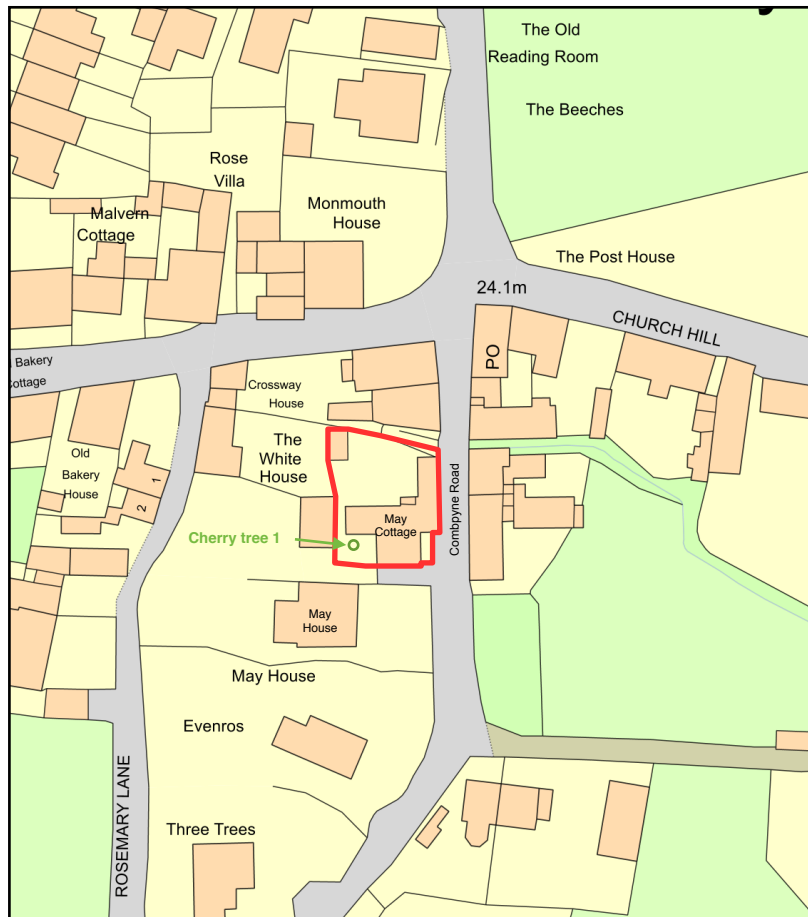 The Old
Reading Room
The Beeches
Rose
Villa
Monmouth
House
Malvern
Cottage
The Post House
24.1m
CHURCH HILL
PO
Bakery
Cottage
Crossway
House
The
White
House
Old
Bakery
House
1
2
May
Cottage
Combpyne Road
Cherry tree 1
May
House
May House
Evenros
ROSEMARY LANE
Three Trees